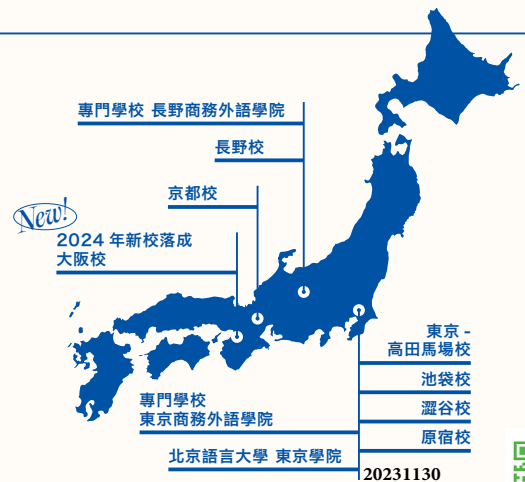 專門學校 長野商務外語學院
長野校
京都校
New!
2024 年新校落成
大阪校
東京 -
高田馬場校
池袋校
澀谷校
原宿校
專門學校
東京商務外語學院
北京語言大學 東京學院
20231130